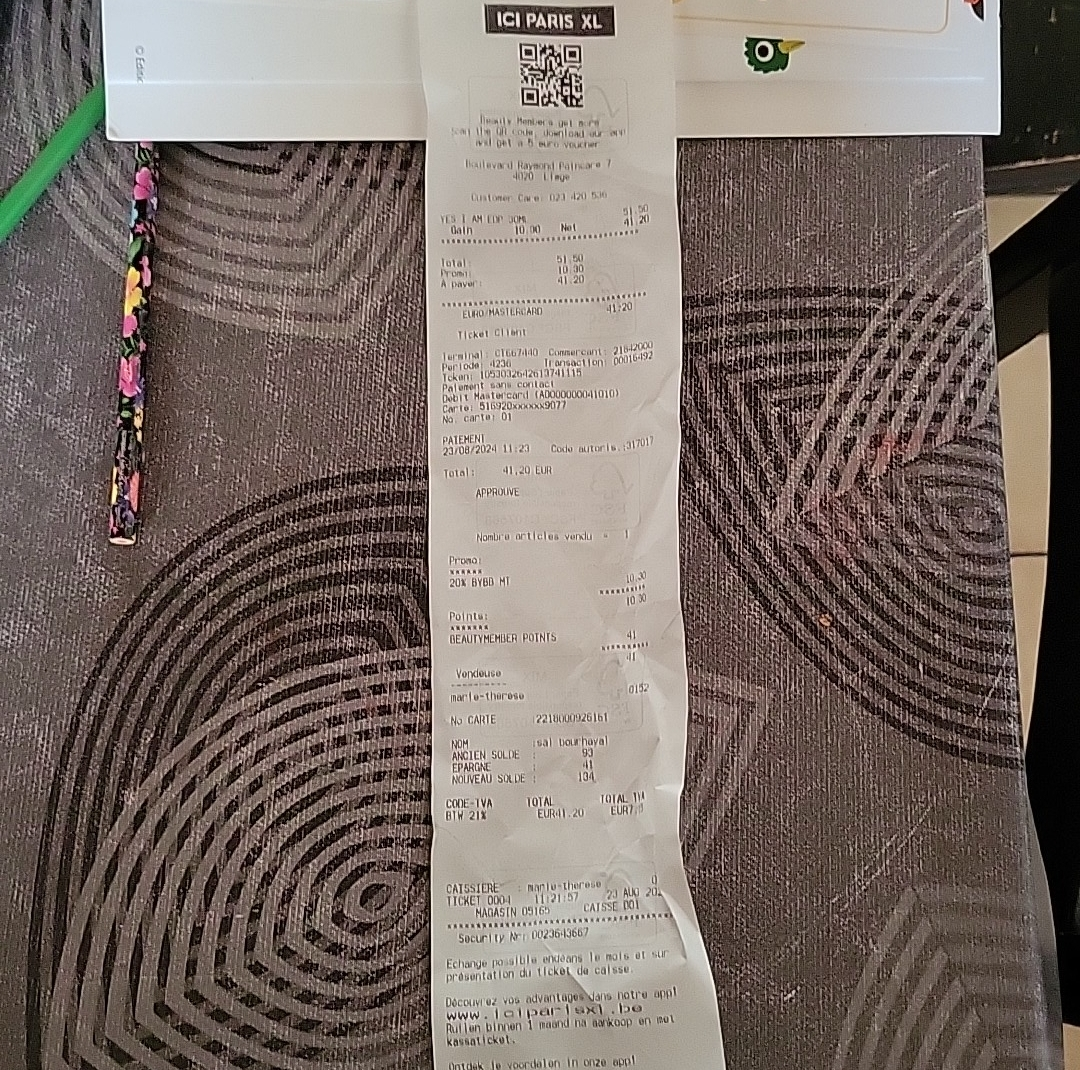 ICI PARIS XL
Beauty Members get more
scan the QR code, download our app
and get a 5 euro voucher
Boulevard Raymond Poincare 7
4020 Liege
Customer Care: 023 420 536
51.50
YES I AM EDP 30ML 41.20
Gain 10.30 Net
Total: 51.50
Promo: 10.30
A payer: 41.20
EURO/MASTERCARD 41.20
Ticket Client
Terminal: CT667440 Commercant: 21842000
Periode: 4236 Transaction: 00016492
Token: 1053032642613741115
Paiement sans contact
Debit Mastercard (A0000000041010)
Carte: 516920xxxxxx9077
No. carte: 01
PAIEMENT
23/08/2024 11:23 Code autoris.:317017
Total: 41,20 EUR
APPROUVE
Nombre articles vendu = 1
Promo:
******
20% BYBB MT 10.30
*********
10.30
Points:
*******
BEAUTYMEMBER POINTS 41
*********
41
Vendeuse
----------
marie-therese 0152
No CARTE :2218000926161
NOM :sal bourhayal
ANCIEN SOLDE : 93
EPARGNE : 41
NOUVEAU SOLDE : 134
CODE-TVA TOTAL TOTAL
BTW 21% EUR41.20
CAISSIERE : marie-therese 0
TICKET 0004 11:21:57 23 AUG
MAGASIN 05165 CAISSE 001
Security Nr: 0023643667
Echange possible endéans le mois et sur
présentation du ticket de caisse.
Découvrez vos advantages dans notre app!
www.iciparisxl.be
Ruilen binnen 1 maand na aankoop en met
kassaticket.
Ontdek je voordelen in onze app!